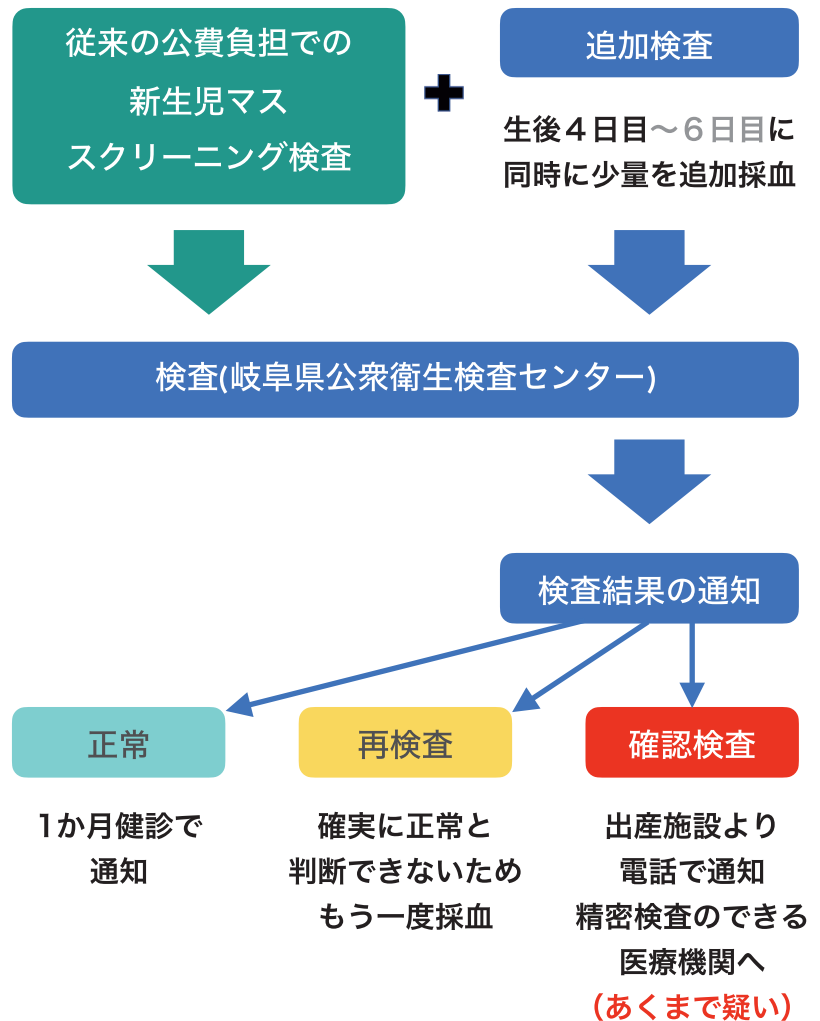 従来の公費負担での
新生児マス
スクリーニング検査
追加検査
生後４日目〜６日目に
同時に少量を追加採血
検査(岐阜県公衆衛生検査センター)
検査結果の通知
正常
再検査
確認検査
1か月健診で
通知
確実に正常と
判断できないため
もう一度採血
出産施設より
電話で通知
精密検査のできる
医療機関へ
（あくまで疑い）